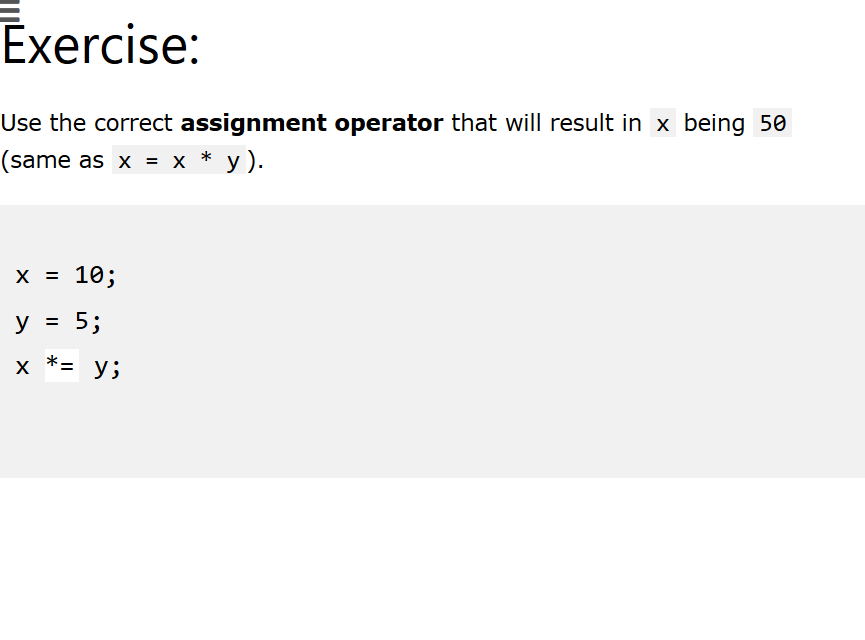 Exercise:
Use the correct assignment operator that will result in x being 50
(same as x = x * y).
x = 10;
y = 5;
x *= y;